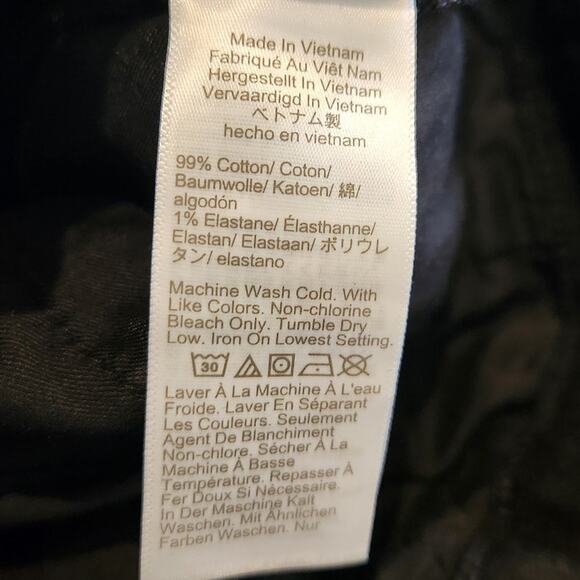 Made In Vietnam
Fabriqué Au Viêt Nam
Hergestellt In Vietnam
Vervaardigd In Vietnam
ベトナム製
hecho en vietnam
99% Cotton/ Coton/
Baumwolle/ Katoen/ 綿/
algodón
1% Elastane/ Élasthanne/
Elastan/ Elastaan/ ポリウレ
タン/ elastano
Machine Wash Cold. With
Like Colors. Non-chlorine
Bleach Only. Tumble Dry
Low. Iron On Lowest Setting.
30
Laver À La Machine À L'eau
Froide. Laver En Séparant
Les Couleurs. Seulement
Agent De Blanchiment
Non-chlore. Sécher À La
Machine À Basse
Température. Repasser À
Fer Doux Si Nécessaire.
In Der Maschine Kalt
Waschen. Mit Ähnlichen
Farben Waschen. Nur